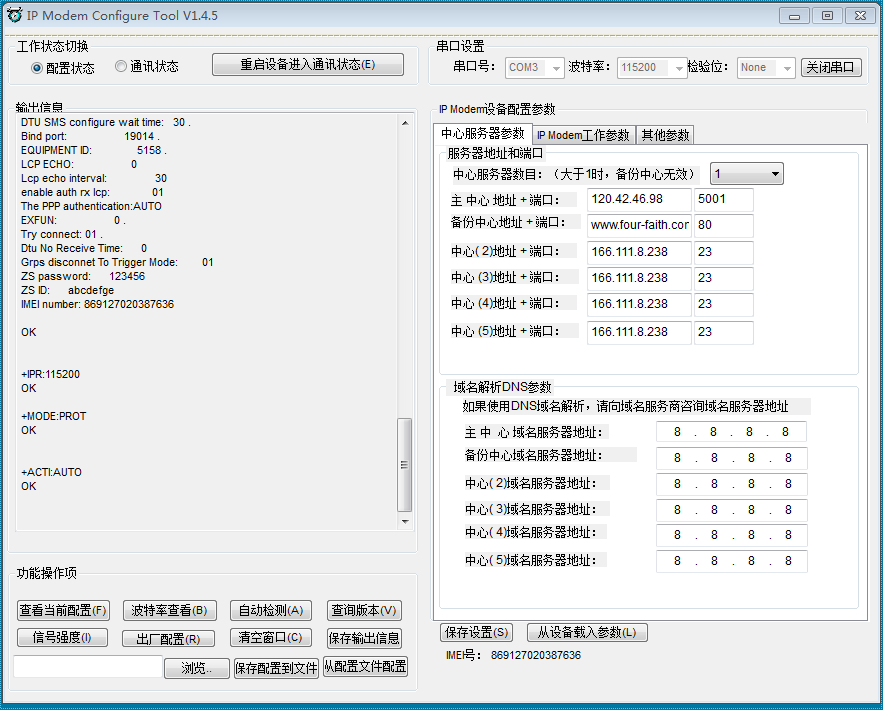 IP Modem Configure Tool V1.4.5
工作状态切换
配置状态
通讯状态
重启设备进入通讯状态(E)
输出信息
DTU SMS configure wait time: 30 .
Bind port: 19014 .
EQUIPMENT ID: 5158 .
LCP ECHO: 0
Lcp echo interval: 30
enable auth rx lcp: 01
The PPP authentication:AUTO
EXFUN: 0 .
Try connect: 01 .
Dtu No Receive Time: 0
Grps disconnet To Trigger Mode: 01
ZS password: 123456
ZS ID: abcdefge
IMEI number: 869127020387636
OK
+IPR:115200
OK
+MODE:PROT
OK
+ACTI:AUTO
OK
功能操作项
查看当前配置(F)
波特率查看(B)
自动检测(A)
查询版本(V)
信号强度(I)
出厂配置(R)
清空窗口(C)
保存输出信息
浏览..
保存配置到文件
从配置文件配置
串口设置
串口号: COM3
波特率: 115200
检验位: None
关闭串口
IP Modem设备配置参数
中心服务器参数
IP Modem工作参数
其他参数
服务器地址和端口
中心服务器数目:（大于1时，备份中心无效） 1
主 中心 地址 + 端口: 120.42.46.98 5001
备份中心地址 + 端口: www.four-faith.cor 80
中心( 2)地址 + 端口: 166.111.8.238 23
中心 (3)地址 + 端口: 166.111.8.238 23
中心 (4)地址 + 端口: 166.111.8.238 23
中心 (5)地址 + 端口: 166.111.8.238 23
域名解析DNS参数
如果使用DNS域名解析，请向域名服务商咨询域名服务器地址
主 中 心 域名服务器地址: 8 . 8 . 8 . 8
备份中心域名服务器地址: 8 . 8 . 8 . 8
中心( 2)域名服务器地址: 8 . 8 . 8 . 8
中心( 3)域名服务器地址: 8 . 8 . 8 . 8
中心( 4)域名服务器地址: 8 . 8 . 8 . 8
中心( 5)域名服务器地址: 8 . 8 . 8 . 8
保存设置(S)
从设备载入参数(L)
IMEI号: 869127020387636